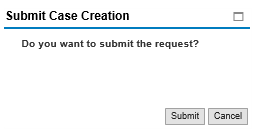 Submit Case Creation
Do you want to submit the request?
Submit Cancel